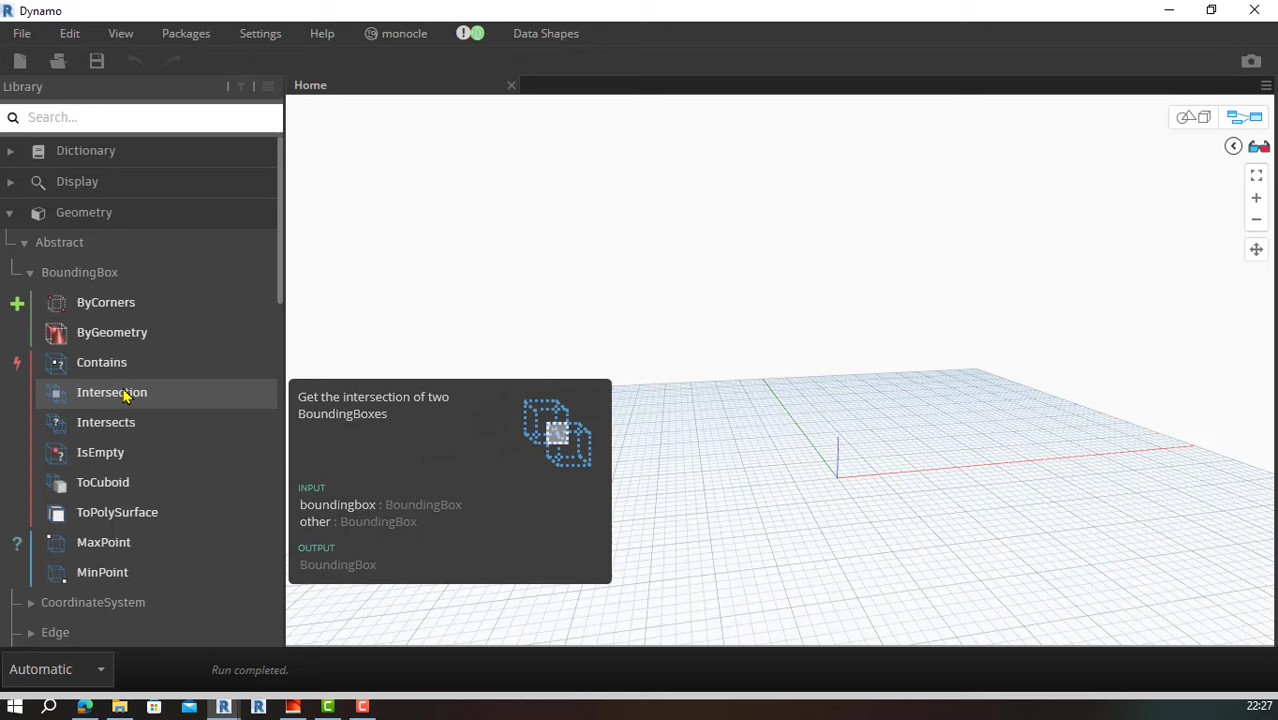 Dynamo
File Edit View Packages Settings Help monocle Data Shapes
Library
Home
Search...
Dictionary
Display
Geometry
Abstract
BoundingBox
ByCorners
ByGeometry
Contains
Intersection
Intersects
IsEmpty
ToCuboid
ToPolySurface
MaxPoint
MinPoint
CoordinateSystem
Edge
Get the intersection of two
BoundingBoxes
INPUT
boundingbox : BoundingBox
other : BoundingBox
OUTPUT
BoundingBox
Automatic
Run completed.
22:27